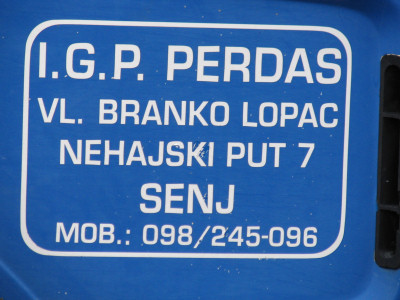 I.G.P. PERDAS
VL. BRANKO LOPAC
NEHAJSKI PUT 7
SENJ
MOB.: 098/245-096